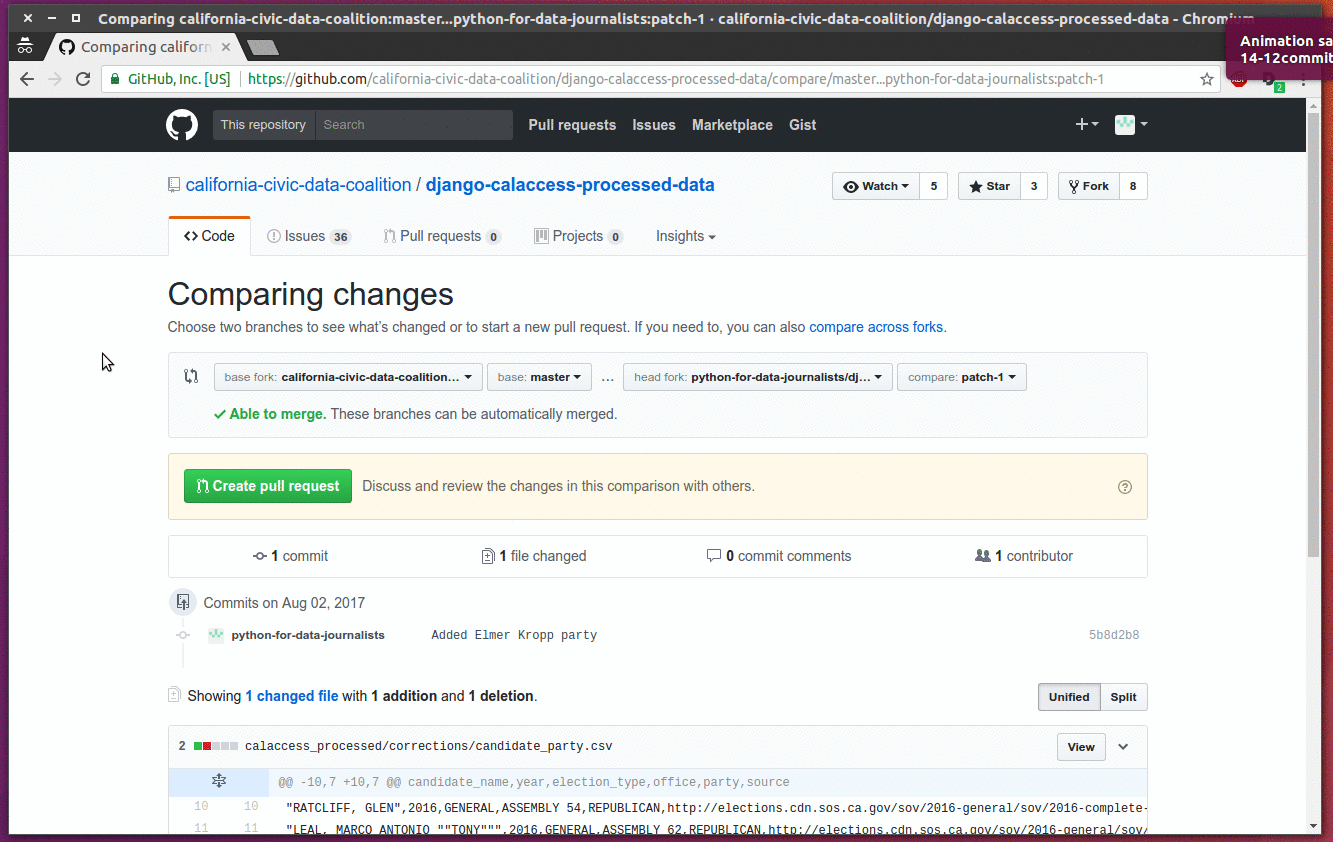 Comparing california-civic-data-coalition:master...python-for-data-journalists:patch-1 · california-civic-data-coalition/django-calaccess-processed-data - Chromium
Animation sa
14-12commit
Comparing californ
GitHub, Inc. [US] https://github.com/california-civic-data-coalition/django-calaccess-processed-data/compare/master...python-for-data-journalists:patch-1
2
This repository Search Pull requests Issues Marketplace Gist
california-civic-data-coalition / django-calaccess-processed-data Watch 5 Star 3 Fork 8
Code Issues 36 Pull requests 0 Projects 0 Insights
Comparing changes
Choose two branches to see what's changed or to start a new pull request. If you need to, you can also compare across forks.
base fork: california-civic-data-coalition... base: master ... head fork: python-for-data-journalists/dj... compare: patch-1
Able to merge. These branches can be automatically merged.
Create pull request Discuss and review the changes in this comparison with others.
1 commit 1 file changed 0 commit comments 1 contributor
Commits on Aug 02, 2017
python-for-data-journalists Added Elmer Kropp party 5b8d2b8
Showing 1 changed file with 1 addition and 1 deletion. Unified Split
2 calaccess_processed/corrections/candidate_party.csv View
@@ -10,7 +10,7 @@ candidate_name,year,election_type,office,party,source
10 10 "RATCLIFF, GLEN",2016,GENERAL,ASSEMBLY 54,REPUBLICAN,http://elections.cdn.sos.ca.gov/sov/2016-general/sov/2016-complete-
11 11 "LEAL, MARCO ANTONIO ""TONY""",2016,GENERAL,ASSEMBLY 62,REPUBLICAN,http://elections.cdn.sos.ca.gov/sov/2016-general/sov/